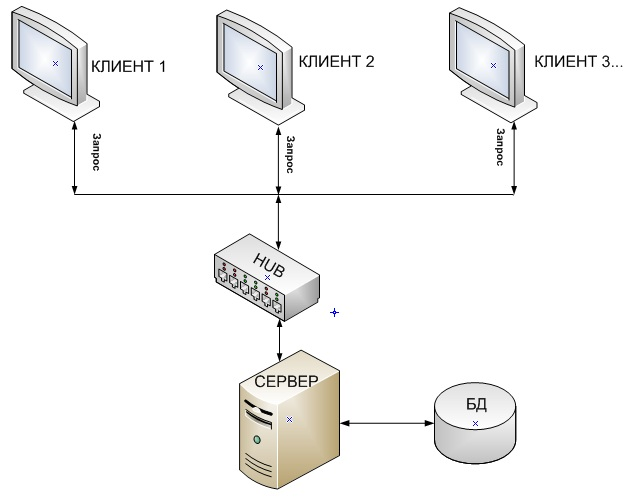 КЛИЕНТ 1
КЛИЕНТ 2
КЛИЕНТ 3...
Запрос
Запрос
Запрос
HUB
СЕРВЕР
БД